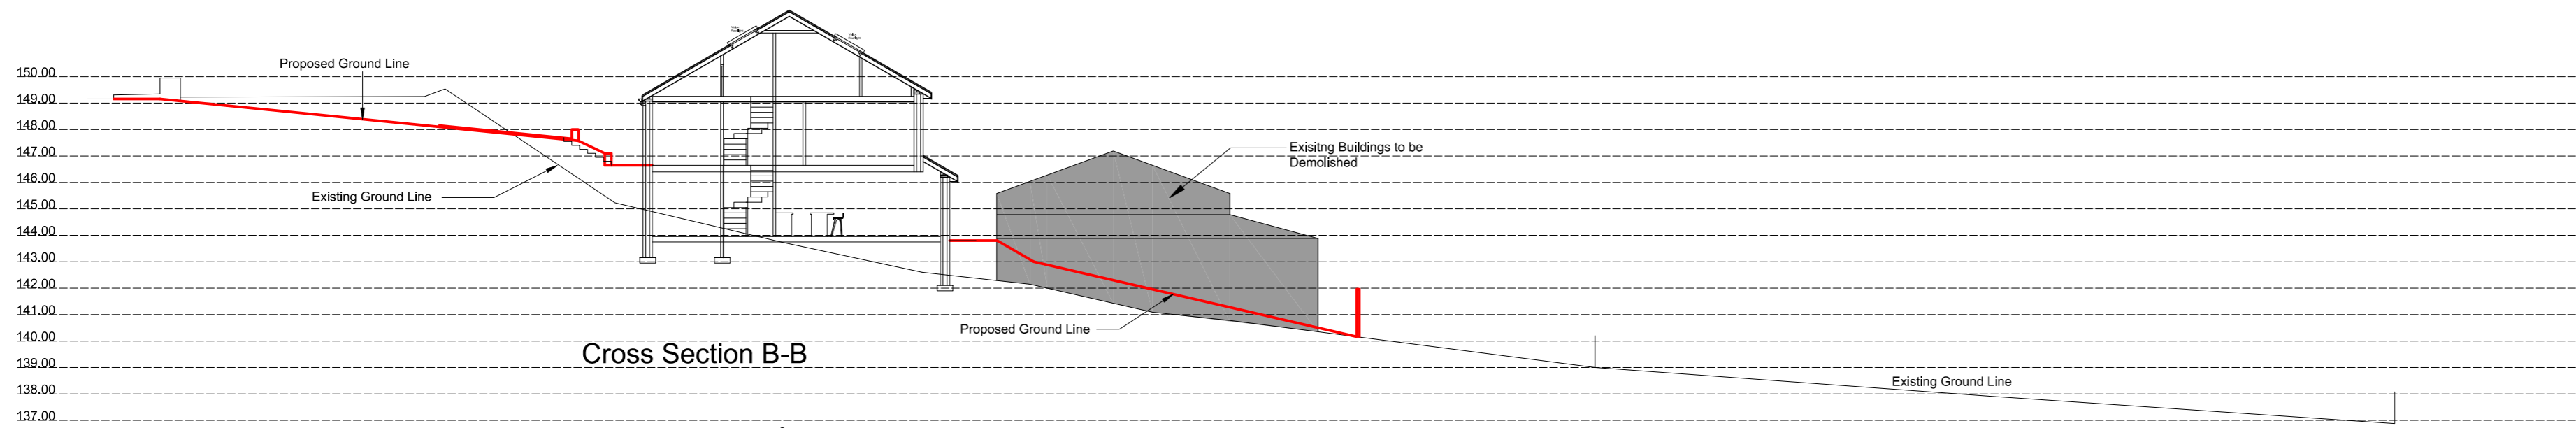 150.00
Proposed Ground Line
149.00
148.00
147.00
Exisitng Buildings to be
Demolished
146.00
Existing Ground Line
145.00
144.00
143.00
142.00
141.00
Proposed Ground Line
140.00
Cross Section B-B
139.00
Existing Ground Line
138.00
137.00